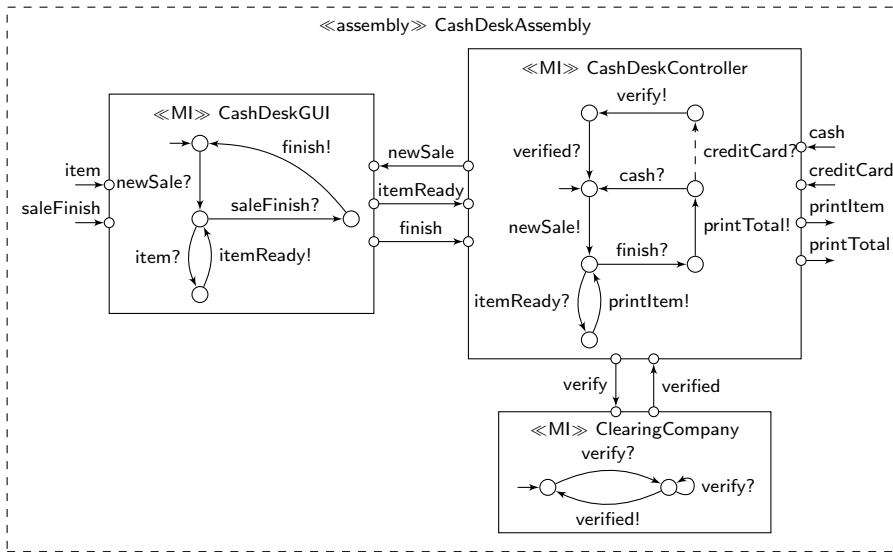 ≪assembly≫ CashDeskAssembly
≪MI≫ CashDeskController
≪MI≫ CashDeskGUI
verify!
finish!
verified?
creditCard?
cash
item
newSale?
newSale
cash?
creditCard
saleFinish
saleFinish?
itemReady
newSale!
printTotal!
printItem
item?
itemReady!
finish
finish?
printTotal
itemReady?
printItem!
verify
verified
≪MI≫ ClearingCompany
verify?
verify?
verified!